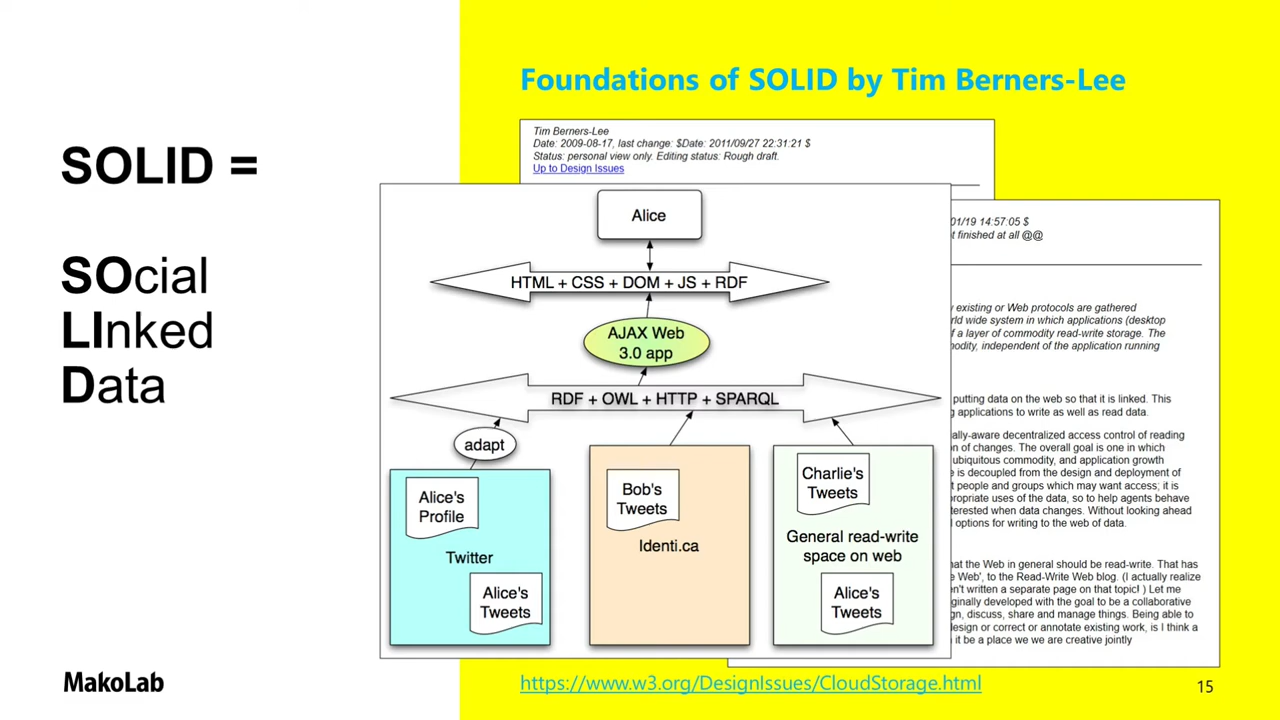 Foundations of SOLID by Tim Berners-Lee
SOLID =
SOcial
LInked
Data
Tim Berners-Lee
Date: 2009-08-17, last change: $Date: 2011/09/27 22:31:21 $
Status: personal view only. Editing status: Rough draft.
Up to Design Issues
Alice
HTML + CSS + DOM + JS + RDF
AJAX Web
3.0 app
RDF + OWL + HTTP + SPARQL
adapt
Alice's
Profile
Twitter
Alice's
Tweets
Bob's
Tweets
Identi.ca
Charlie's
Tweets
General read-write
space on web
Alice's
Tweets
01/19 14:57:05 $
finished at all @@
existing or Web protocols are gathered
wide system in which applications (desktop
of a layer of commodity read-write storage. The
independent of the application running
putting data on the web so that it is linked. This
applications to write as well as read data.
decentralized access control of reading
of changes. The overall goal is one in which
ubiquitous commodity, and application growth
is decoupled from the design and deployment of
people and groups which may want access; it is
uses of the data, so to help agents behave
when data changes. Without looking ahead
options for writing to the web of data.
that the Web in general should be read-write. That has
Web', to the Read-Write Web blog. (I actually realize
written a separate page on that topic! ) Let me
developed with the goal to be a collaborative
discuss, share and manage things. Being able to
design or correct or annotate existing work, is I think a
it be a place we we are creative jointly
MakoLab
https://www.w3.org/DesignIssues/CloudStorage.html
15